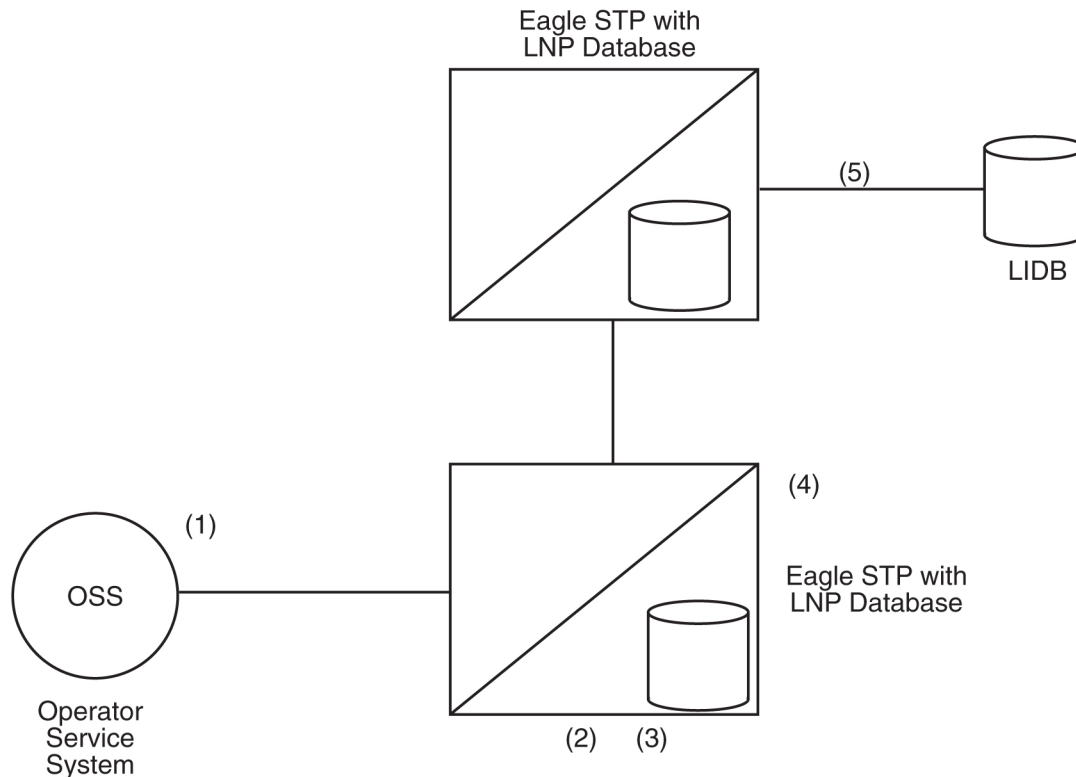 Eagle STP with
LNP Database
(5)
LIDB
(4)
(1)
Eagle STP with
LNP Database
OSS
Operator
Service
System
(2)
(3)